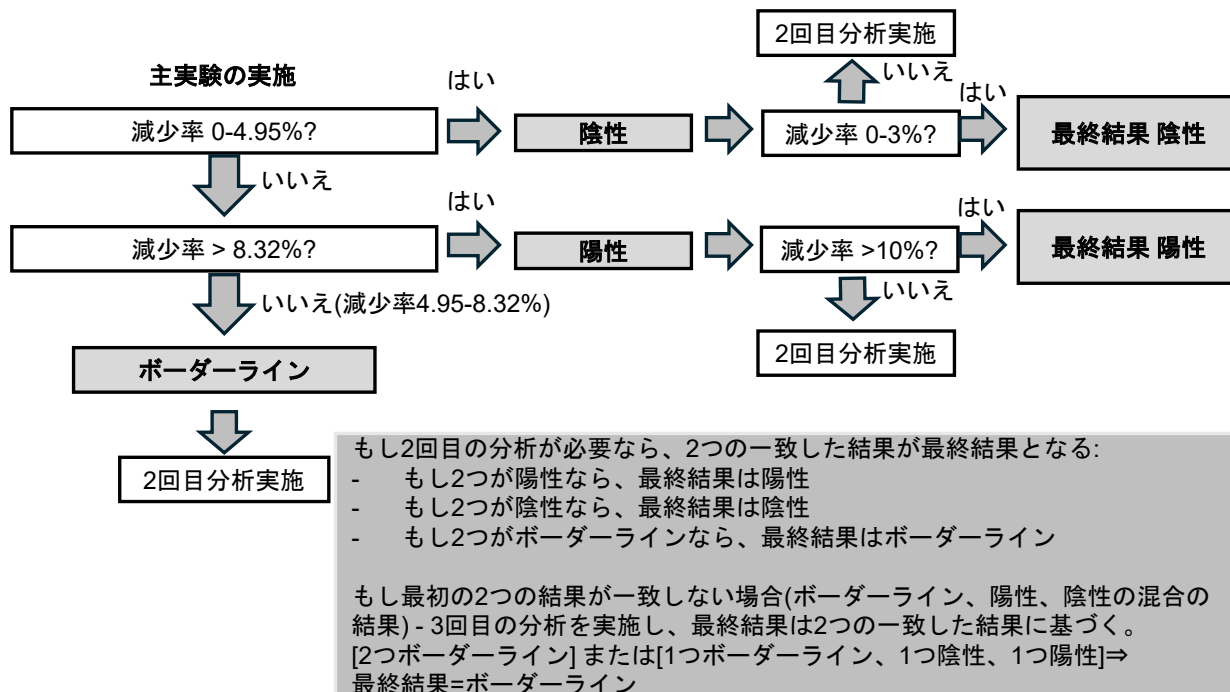 2回目分析実施
主実験の実施
はい
いいえ
はい
減少率 0-4.95%?
陰性
減少率 0-3%?
最終結果 陰性
いいえ
はい
はい
減少率 > 8.32%?
陽性
減少率 >10%?
最終結果 陽性
いいえ(減少率4.95-8.32%)
いいえ
ボーダーライン
2回目分析実施
2回目分析実施
もし2回目の分析が必要なら、2つの一致した結果が最終結果となる:
- もし2つが陽性なら、最終結果は陽性
- もし2つが陰性なら、最終結果は陰性
- もし2つがボーダーラインなら、最終結果はボーダーライン
もし最初の2つの結果が一致しない場合(ボーダーライン、陽性、陰性の混合の
結果) - 3回目の分析を実施し、最終結果は2つの一致した結果に基づく。
[2つボーダーライン] または[1つボーダーライン、1つ陰性、1つ陽性]⇒
最終結果=ボーダーライン